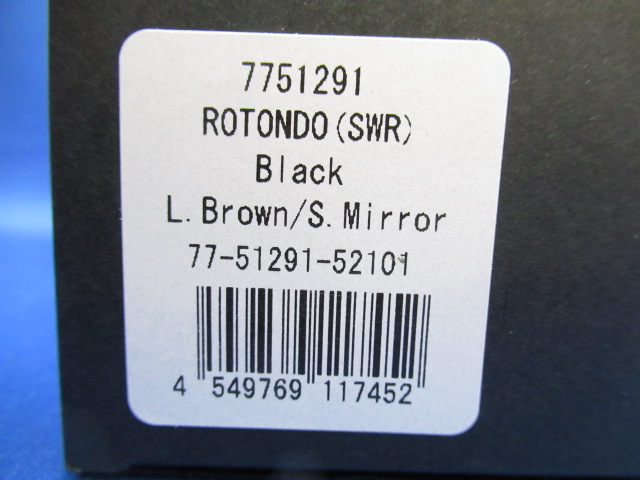 7751291
ROTONDO(SWR)
Black
L.Brown/S.Mirror
77-51291-52101
4 549769 117452